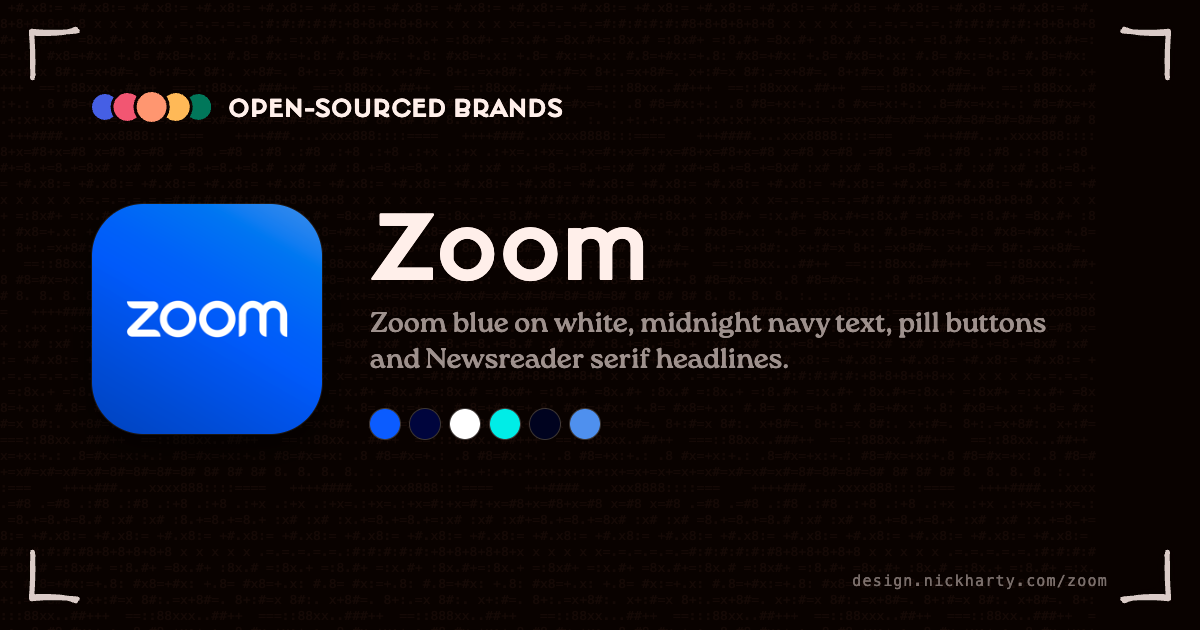 OPEN-SOURCED BRANDS
zoom
Zoom
Zoom blue on white, midnight navy text, pill buttons
and Newsreader serif headlines.
design.nickharty.com/zoom